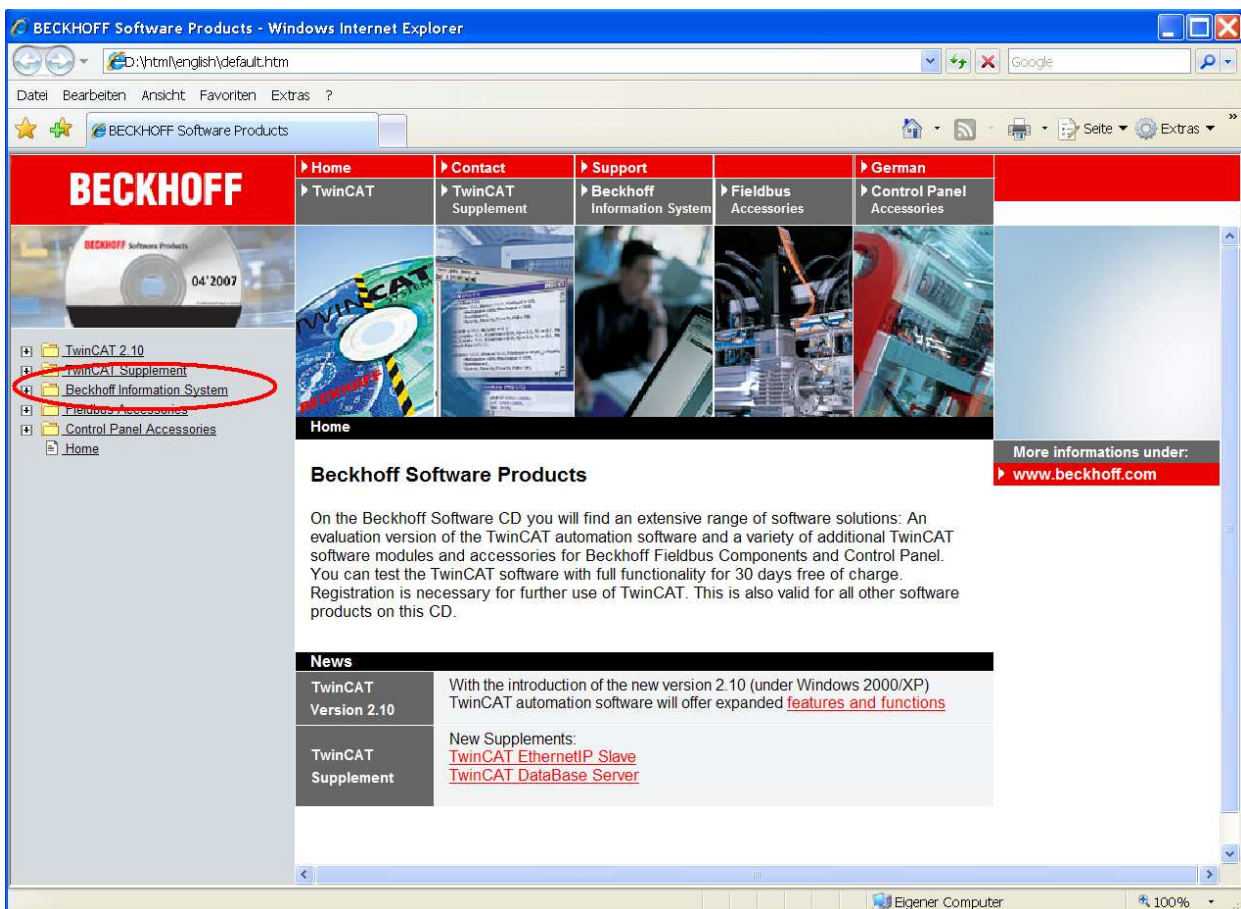 BECKHOFF Software Products - Windows Internet Explorer
D:\html\english\default.htm
Google
Datei Bearbeiten Ansicht Favoriten Extras ?
BECKHOFF Software Products
Seite
Extras
BECKHOFF
Home
Contact
Support
German
TwinCAT
TwinCAT
Supplement
Beckhoff
Information System
Fieldbus
Accessories
Control Panel
Accessories
BECKHOFF Software Products
04'2007
TWINCAT
SYSTEM
BECKHOFF
TwinCAT 2.10
TwinCAT Supplement
Beckhoff Information System
Fieldbus Accessories
Control Panel Accessories
Home
Home
More informations under:
www.beckhoff.com
Beckhoff Software Products
On the Beckhoff Software CD you will find an extensive range of software solutions: An
evaluation version of the TwinCAT automation software and a variety of additional TwinCAT
software modules and accessories for Beckhoff Fieldbus Components and Control Panel.
You can test the TwinCAT software with full functionality for 30 days free of charge.
Registration is necessary for further use of TwinCAT. This is also valid for all other software
products on this CD.
News
TwinCAT
Version 2.10
With the introduction of the new version 2.10 (under Windows 2000/XP)
TwinCAT automation software will offer expanded features and functions
TwinCAT
Supplement
New Supplements:
TwinCAT EthernetIP Slave
TwinCAT DataBase Server
Eigener Computer
100%